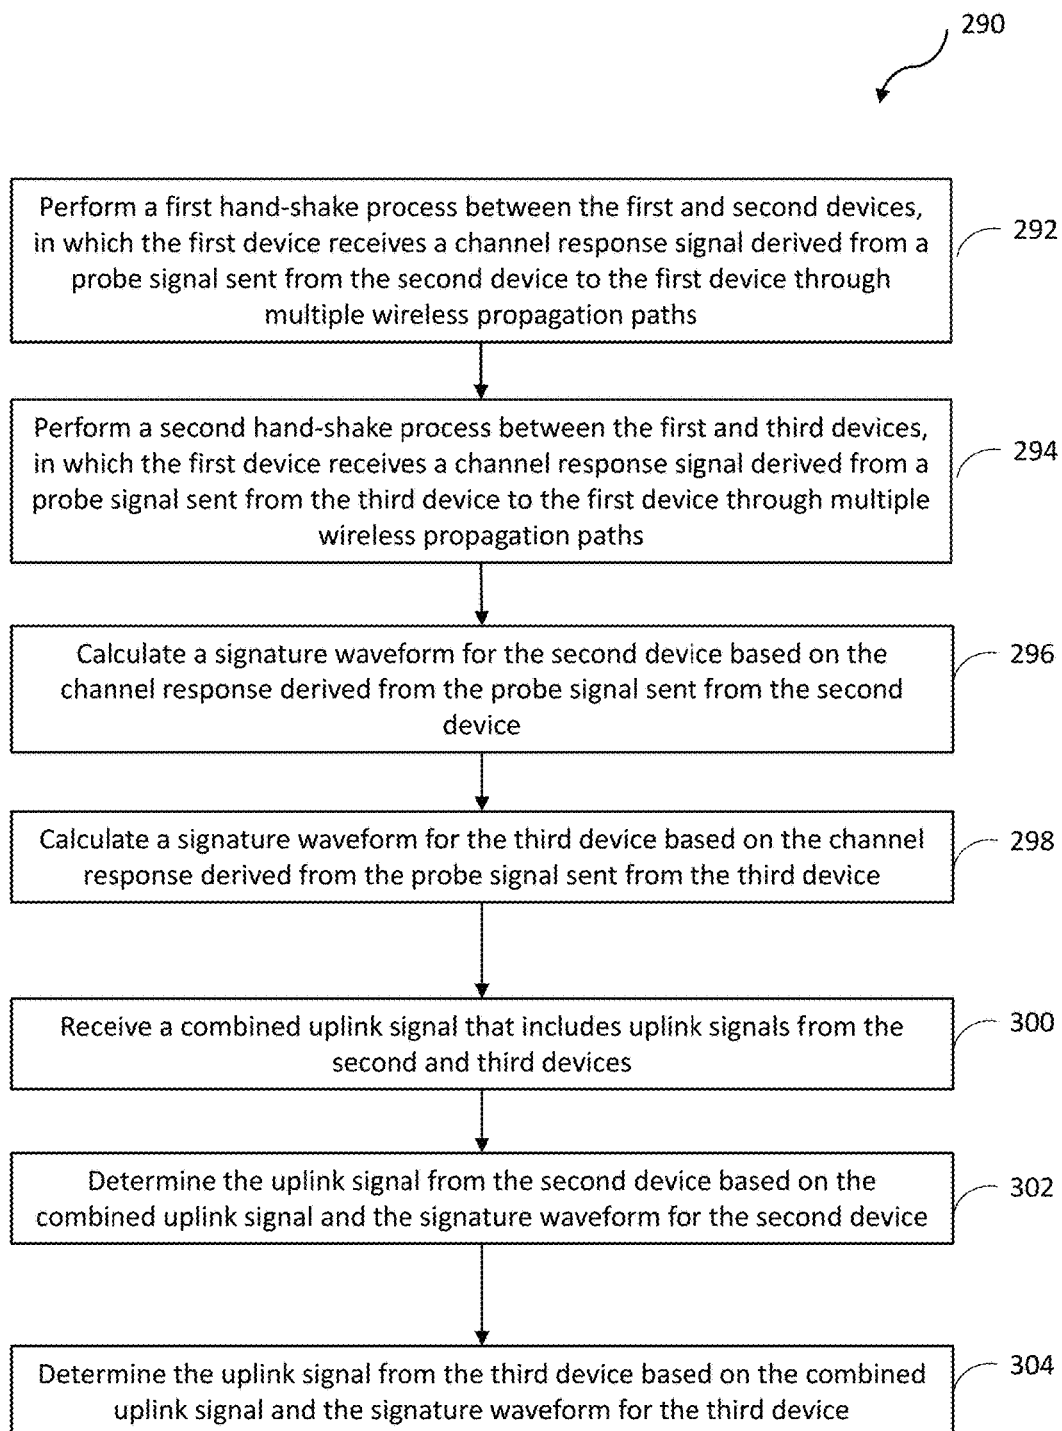 290
Perform a first hand-shake process between the first and second devices,
in which the first device receives a channel response signal derived from a
probe signal sent from the second device to the first device through
multiple wireless propagation paths
292
Perform a second hand-shake process between the first and third devices,
in which the first device receives a channel response signal derived from a
probe signal sent from the third device to the first device through multiple
wireless propagation paths
294
Calculate a signature waveform for the second device based on the
channel response derived from the probe signal sent from the second
device
296
Calculate a signature waveform for the third device based on the channel
response derived from the probe signal sent from the third device
298
Receive a combined uplink signal that includes uplink signals from the
second and third devices
300
Determine the uplink signal from the second device based on the
combined uplink signal and the signature waveform for the second device
302
Determine the uplink signal from the third device based on the combined
uplink signal and the signature waveform for the third device
304